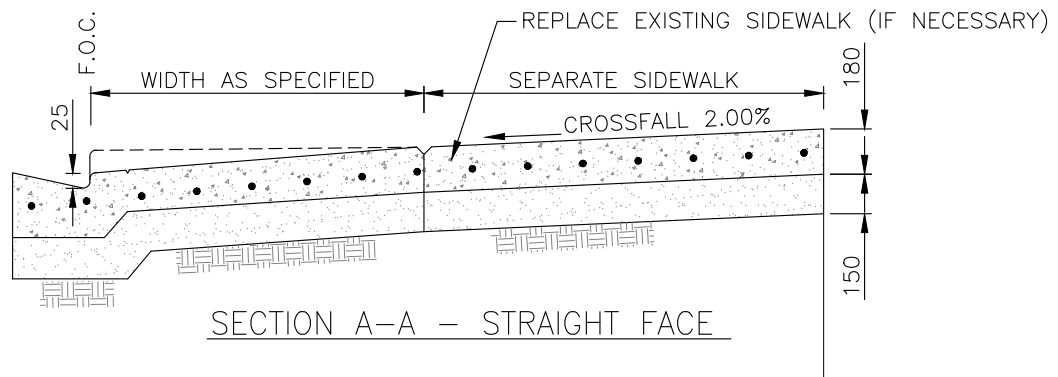 REPLACE EXISTING SIDEWALK (IF NECESSARY)
F.O.C.
WIDTH AS SPECIFIED
SEPARATE SIDEWALK
180
25
CROSSFALL 2.00%
150
SECTION A-A - STRAIGHT FACE